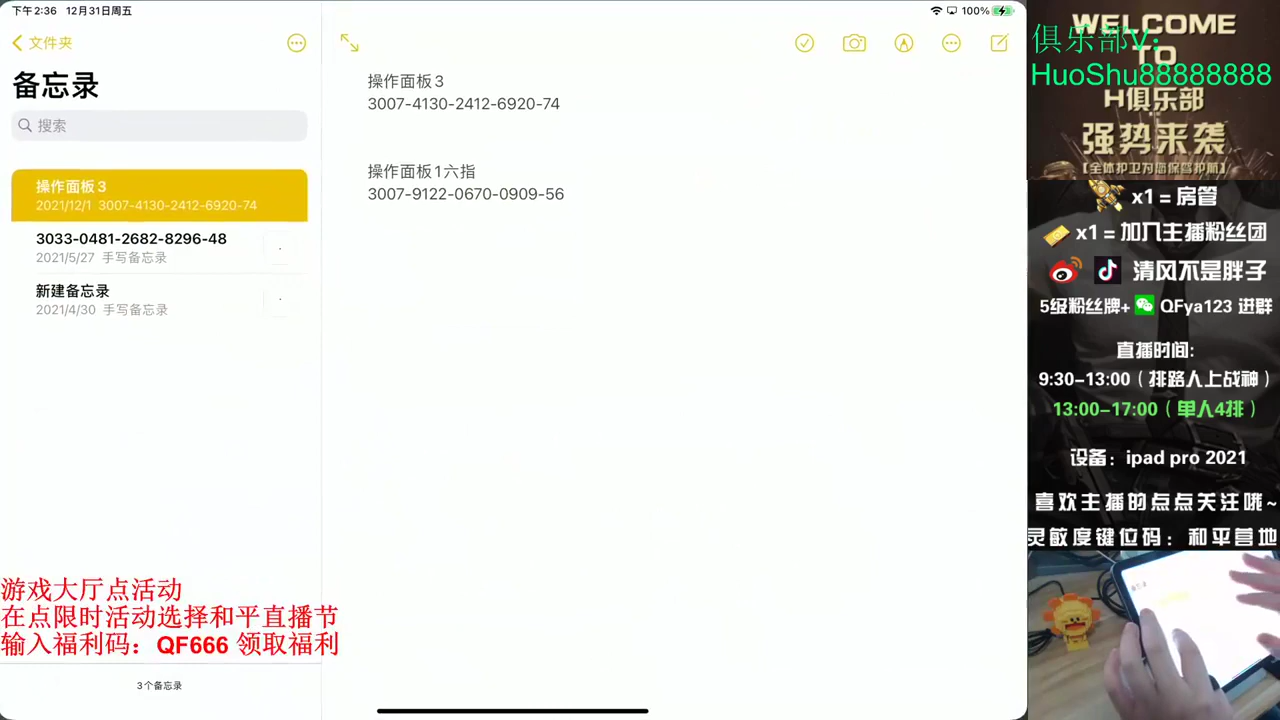 下午2:36 12月31日周五
100%
文件夹
备忘录
搜索
操作面板3
2021/12/1 3007-4130-2412-6920-74
3033-0481-2682-8296-48
2021/5/27 手写备忘录
新建备忘录
2021/4/30 手写备忘录
3个备忘录
操作面板3
3007-4130-2412-6920-74
操作面板1六指
3007-9122-0670-0909-56
游戏大厅点活动
在点限时活动选择和平直播节
输入福利码：QF666 领取福利
WELCOME
俱乐部V：
TO
HuoShu88888888
H俱乐部
强势来袭
【全体护卫为您保驾护航】
x1 = 房管
x1 = 加入主播粉丝团
清风不是胖子
5级粉丝牌+ QFya123 进群
直播时间:
9:30-13:00（排路人上战神）
13:00-17:00（单人4排）
设备：ipad pro 2021
喜欢主播的点点关注哦~
灵敏度键位码：和平营地